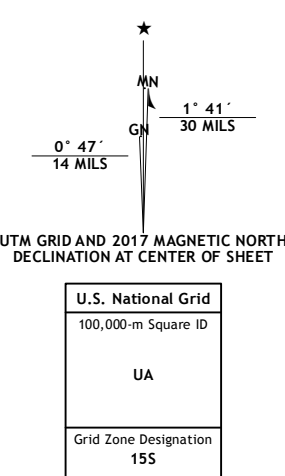 ★
MN
GN
1° 41´
30 MILS
0° 47´
14 MILS
UTM GRID AND 2017 MAGNETIC NORTH
DECLINATION AT CENTER OF SHEET
U.S. National Grid
100,000-m Square ID
UA
Grid Zone Designation
15S